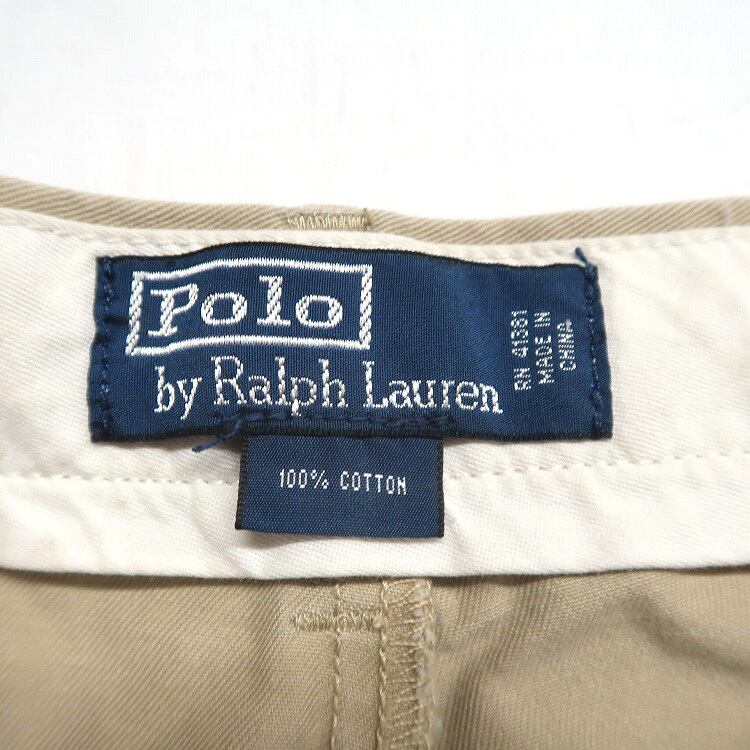 Polo
by Ralph Lauren
RN 41381
MADE IN
CHINA
100% COTTON